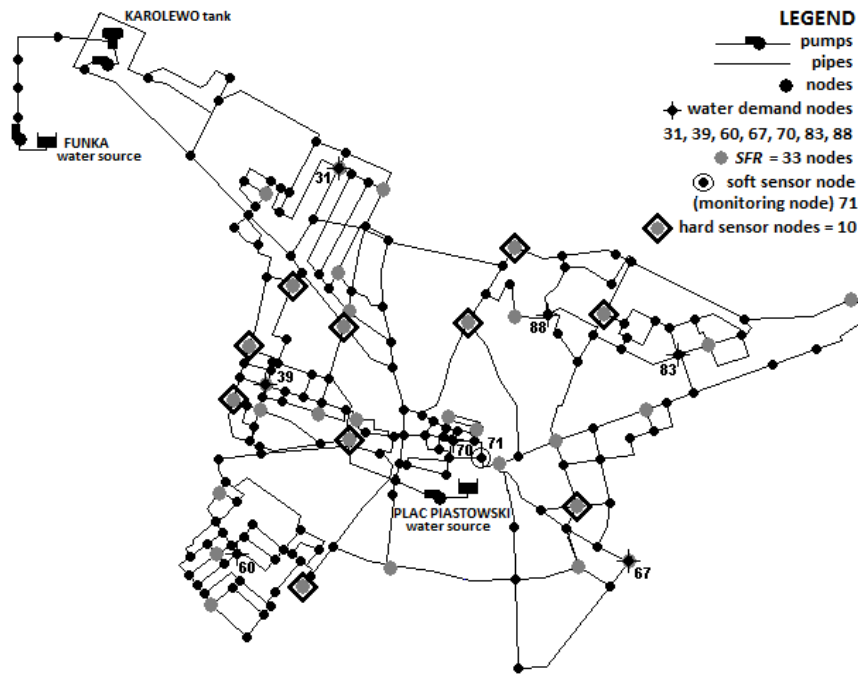 KAROLEWO tank
FUNKA
water source
LEGEND
pumps
pipes
nodes
water demand nodes
31, 39, 60, 67, 70, 83, 88
SFR = 33 nodes
soft sensor node
(monitoring node) 71
hard sensor nodes = 10
31
88
83
39
71
70
PLAC PIASTOWSKI
water source
60
67